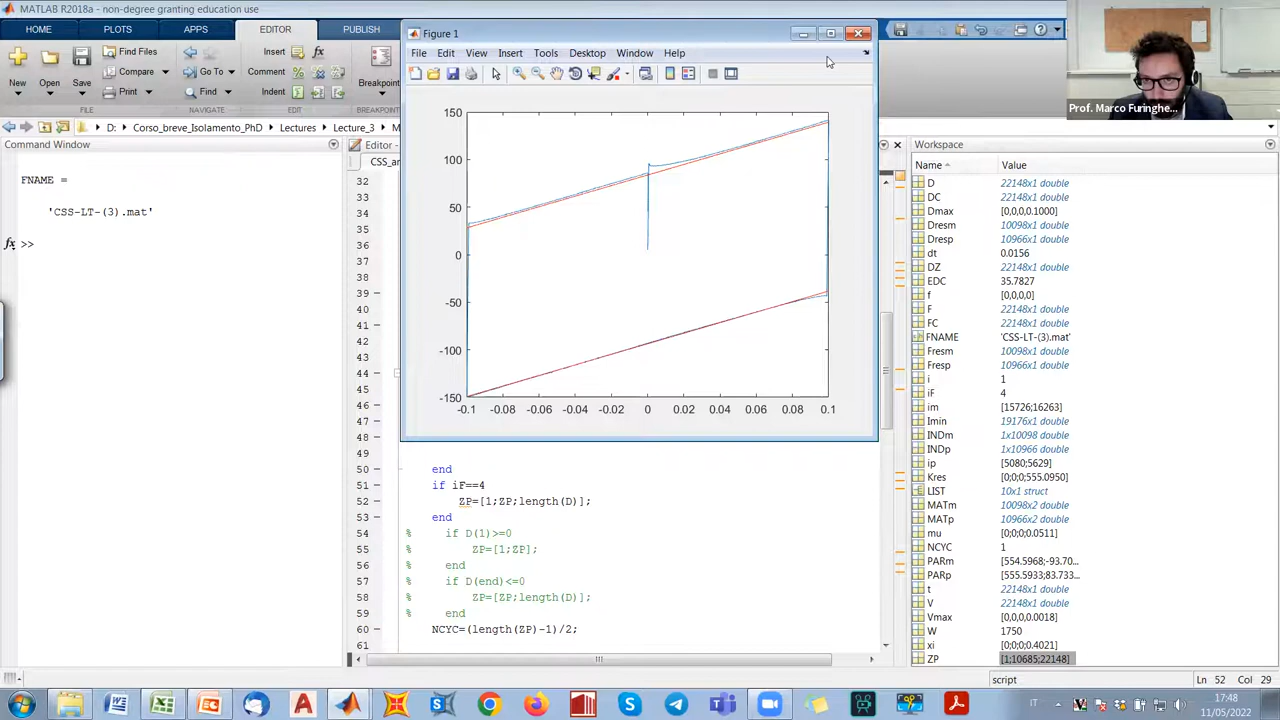 MATLAB R2018a - non-degree granting education use
HOME PLOTS APPS EDITOR PUBLISH
New Open Save
Find Files
Compare
Print
Go To
Find
Insert
Comment
Indent
Breakpoint
FILE NAVIGATE EDIT BREAKPOI
D: Corso_breve_Isolamento_PhD Lectures Lecture_3 M
Command Window
FNAME =
'CSS-LT-(3).mat'
fx >>
Editor -
CSS_ar
Figure 1
File Edit View Insert Tools Desktop Window Help
150
100
50
0
-50
-100
-150
-0.1 -0.08 -0.06 -0.04 -0.02 0 0.02 0.04 0.06 0.08 0.1
32
33
34
35
36
37
38
39
40
41
42
43
44
45
46
47
48
49
50 end
51 if iF==4
52 ZP=[1;ZP;length(D)];
53 end
54 % if D(1)>=0
55 % ZP=[1;ZP];
56 % end
57 % if D(end)<=0
58 % ZP=[ZP;length(D)];
59 % end
60 NCYC=(length(ZP)-1)/2;
61
Prof. Marco Furinghe...
Workspace
Name Value
D 22148x1 double
DC 22148x1 double
Dmax [0,0,0,0.1000]
Dresm 10098x1 double
Dresp 10966x1 double
dt 0.0156
DZ 22148x1 double
EDC 35.7827
f [0,0,0,0]
F 22148x1 double
FC 22148x1 double
FNAME 'CSS-LT-(3).mat'
Fresm 10098x1 double
Fresp 10966x1 double
i 1
iF 4
im [15726;16263]
Imin 19176x1 double
INDm 1x10098 double
INDp 1x10966 double
ip [5080;5629]
Kres [0;0;0;555.0950]
LIST 10x1 struct
MATm 10098x2 double
MATp 10966x2 double
mu [0;0;0;0.0511]
NCYC 1
PARm [554.5968;-93.70...
PARp [555.5933;83.733...
t 22148x1 double
V 22148x1 double
Vmax [0,0,0,0.0018]
W 1750
xi [0;0;0;0.4021]
ZP [1;10685;22148]
script Ln 52 Col 29
IT 17:48
11/05/2022